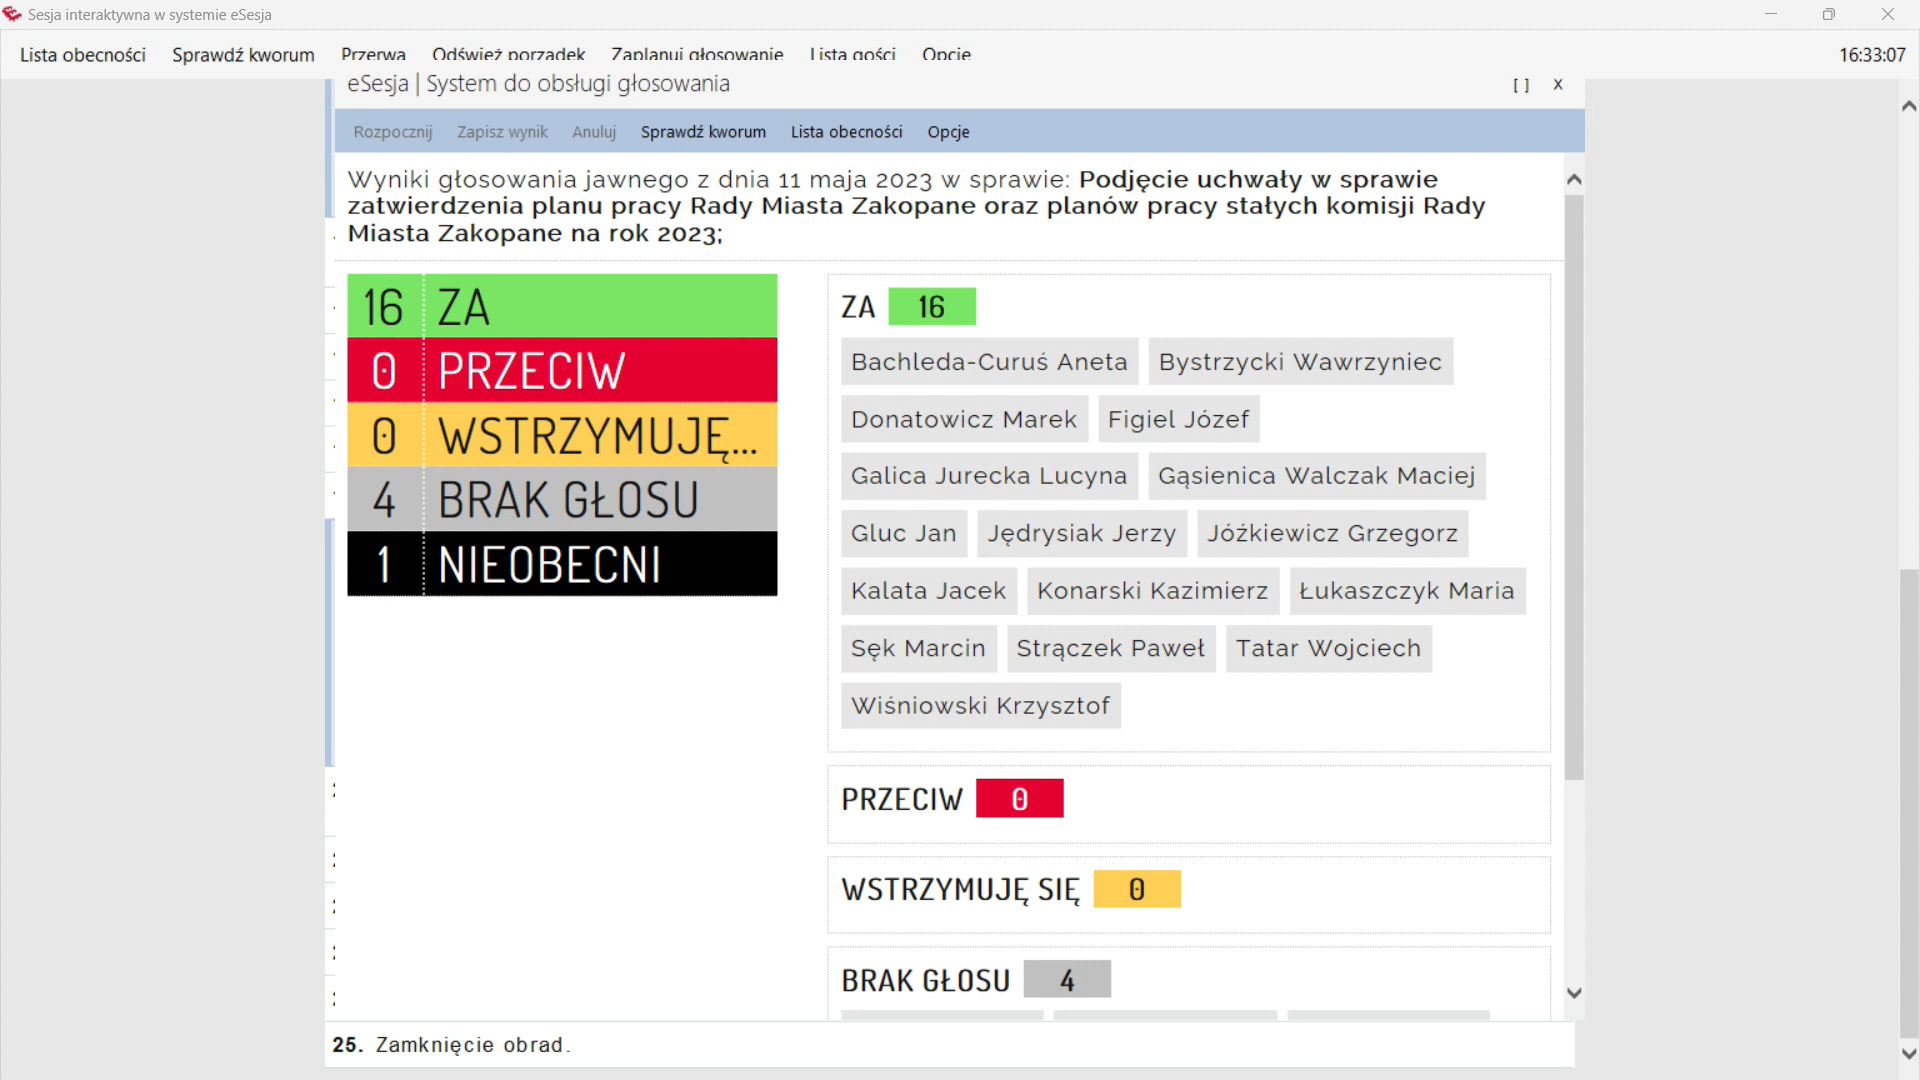 Sesja interaktywna w systemie eSesja
Lista obecności Sprawdź kworum Przerwa Odśwież porządek Zaplanuj głosowanie Lista gości Opcje 16:33:07
eSesja | System do obsługi głosowania [ ] X
Rozpocznij Zapisz wynik Anuluj Sprawdź kworum Lista obecności Opcje
Wyniki głosowania jawnego z dnia 11 maja 2023 w sprawie: Podjęcie uchwały w sprawie
zatwierdzenia planu pracy Rady Miasta Zakopane oraz planów pracy stałych komisji Rady
Miasta Zakopane na rok 2023;
16 ZA
0 PRZECIW
0 WSTRZYMUJĘ...
4 BRAK GŁOSU
1 NIEOBECNI
ZA 16
Bachleda-Curuś Aneta Bystrzycki Wawrzyniec
Donatowicz Marek Figiel Józef
Galica Jurecka Lucyna Gąsienica Walczak Maciej
Gluc Jan Jędrysiak Jerzy Jóźkiewicz Grzegorz
Kalata Jacek Konarski Kazimierz Łukaszczyk Maria
Sęk Marcin Strączek Paweł Tatar Wojciech
Wiśniowski Krzysztof
PRZECIW 0
WSTRZYMUJĘ SIĘ 0
BRAK GŁOSU 4
25. Zamknięcie obrad.